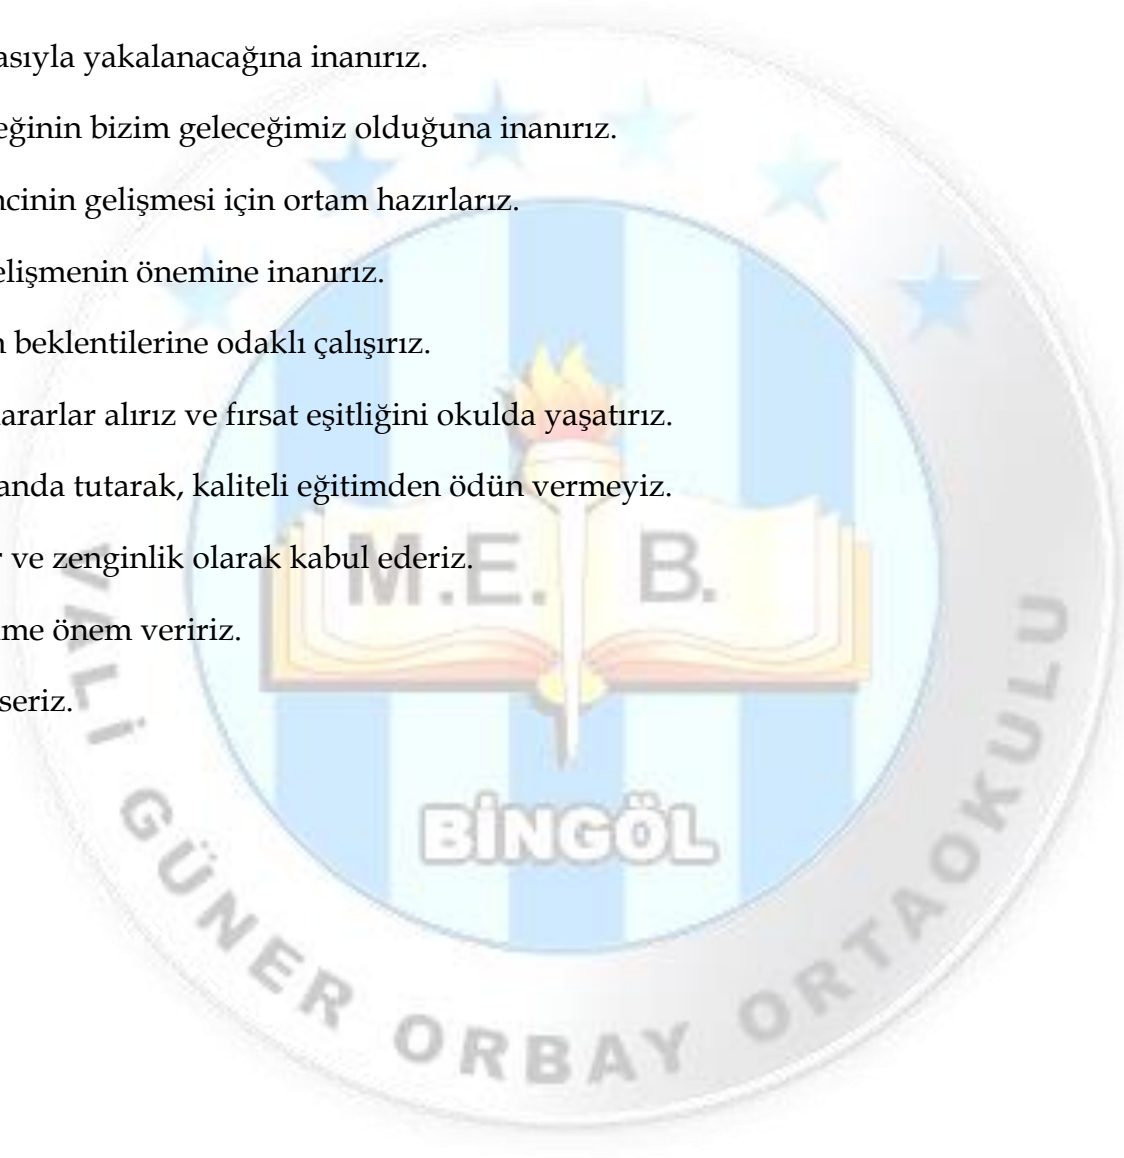 asıyla yakalanacağına inanırız.
eğinin bizim geleceğimiz olduğuna inanırız.
ncinin gelişmesi için ortam hazırlarız.
elişmenin önemine inanırız.
n beklentilerine odaklı çalışırız.
kararlar alırız ve fırsat eşitliğini okulda yaşatırız.
anda tutarak, kaliteli eğitimden ödün vermeyiz.
r ve zenginlik olarak kabul ederiz.
me önem veririz.
seriz.
M.E. B.
BİNGÖL
VALİ GÜNER ORBAY ORTAOKULU